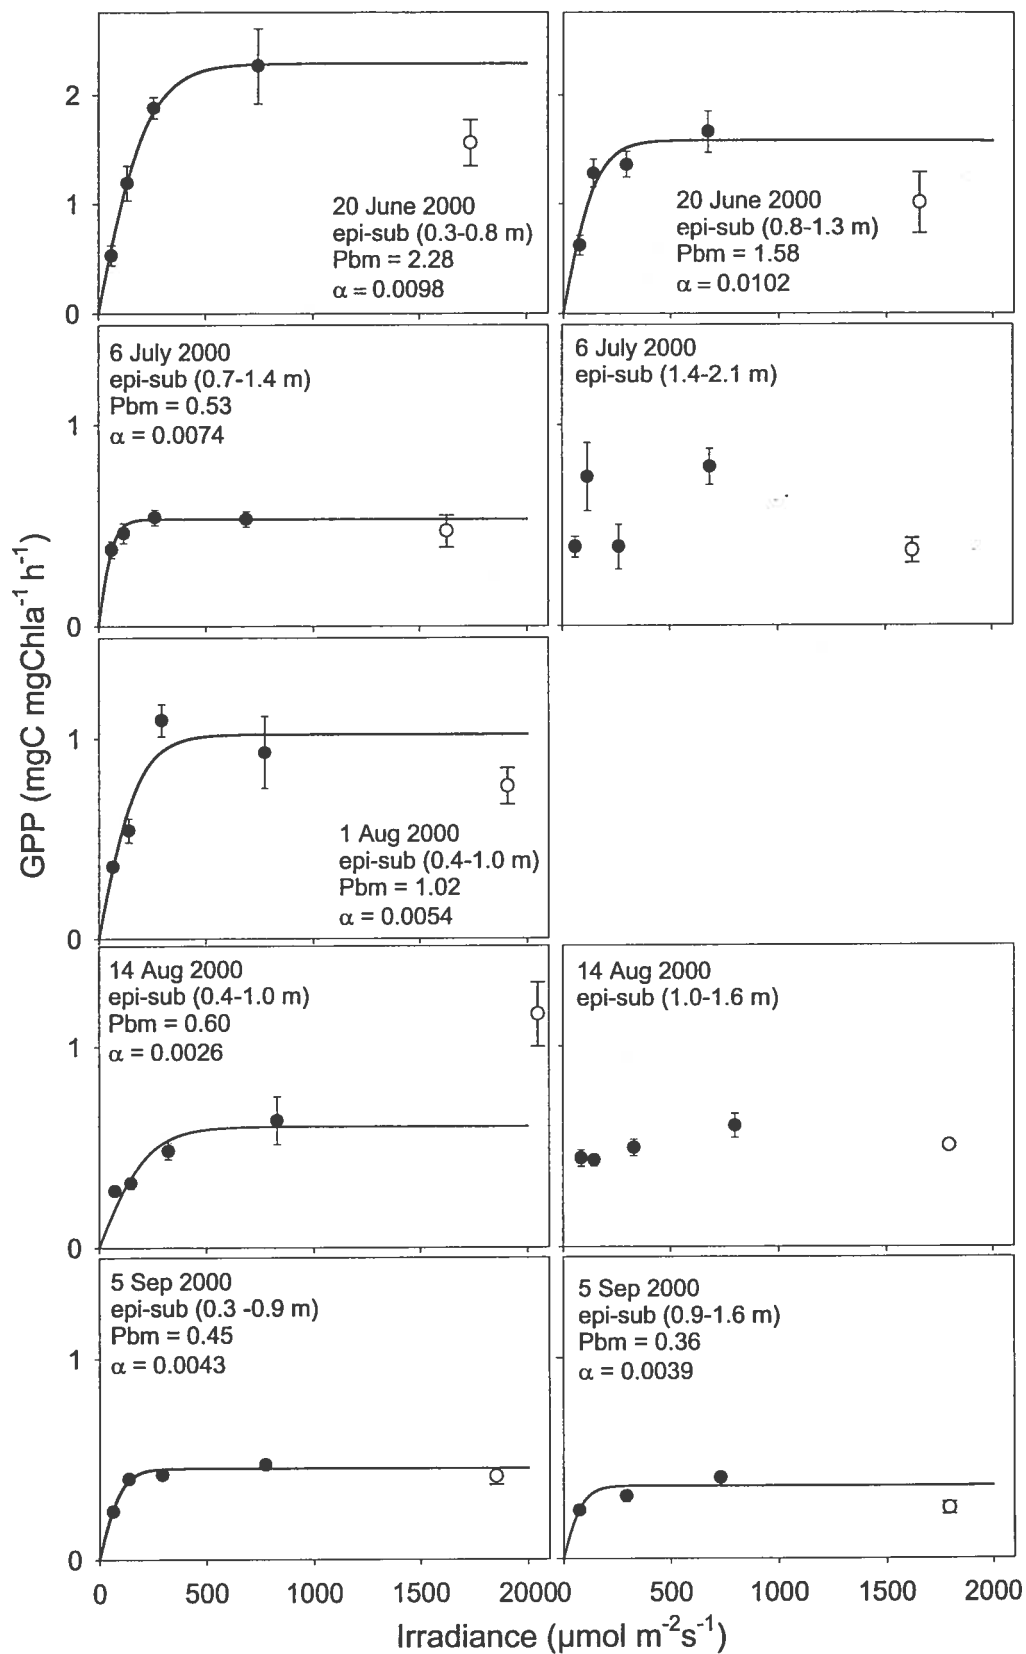 2
1
0
20 June 2000
epi-sub (0.3-0.8 m)
Pbm = 2.28
α = 0.0098
20 June 2000
epi-sub (0.8-1.3 m)
Pbm = 1.58
α = 0.0102
6 July 2000
epi-sub (0.7-1.4 m)
Pbm = 0.53
α = 0.0074
1
0
6 July 2000
epi-sub (1.4-2.1 m)
GPP (mgC mgChla⁻¹ h⁻¹)
1
0
1 Aug 2000
epi-sub (0.4-1.0 m)
Pbm = 1.02
α = 0.0054
14 Aug 2000
epi-sub (0.4-1.0 m)
Pbm = 0.60
α = 0.0026
1
0
14 Aug 2000
epi-sub (1.0-1.6 m)
5 Sep 2000
epi-sub (0.3 -0.9 m)
Pbm = 0.45
α = 0.0043
1
0
5 Sep 2000
epi-sub (0.9-1.6 m)
Pbm = 0.36
α = 0.0039
0 500 1000 1500 2000 0 500 1000 1500 2000
Irradiance (µmol m⁻²s⁻¹)